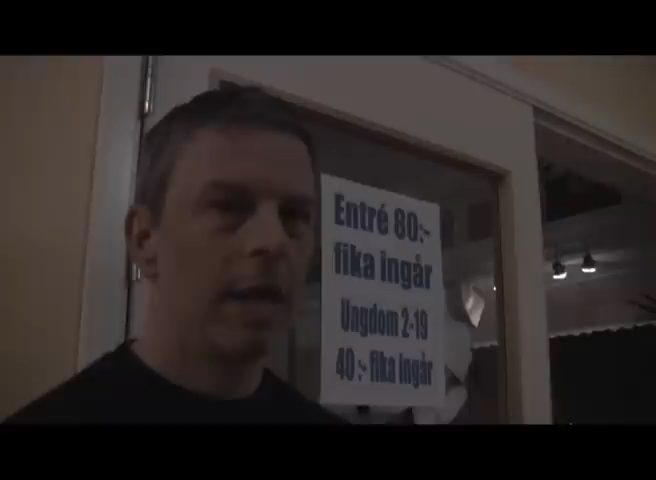 Entré 80:-
fika ingår
Ungdom 2-19
40:- fika ingår